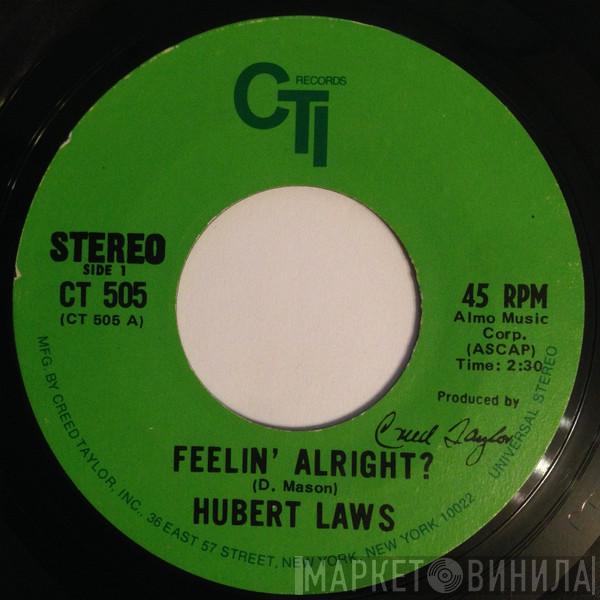 CTI RECORDS
STEREO
SIDE 1
CT 505
(CT 505 A)
45 RPM
Almo Music
Corp.
(ASCAP)
Time: 2:30
Produced by
Creed Taylor
FEELIN' ALRIGHT?
(D. Mason)
HUBERT LAWS
MFG. BY CREED TAYLOR, INC., 36 EAST 57 STREET, NEW YORK, NEW YORK 10022
UNIVERSAL STEREO
МАРКЕТ ВИНИЛА